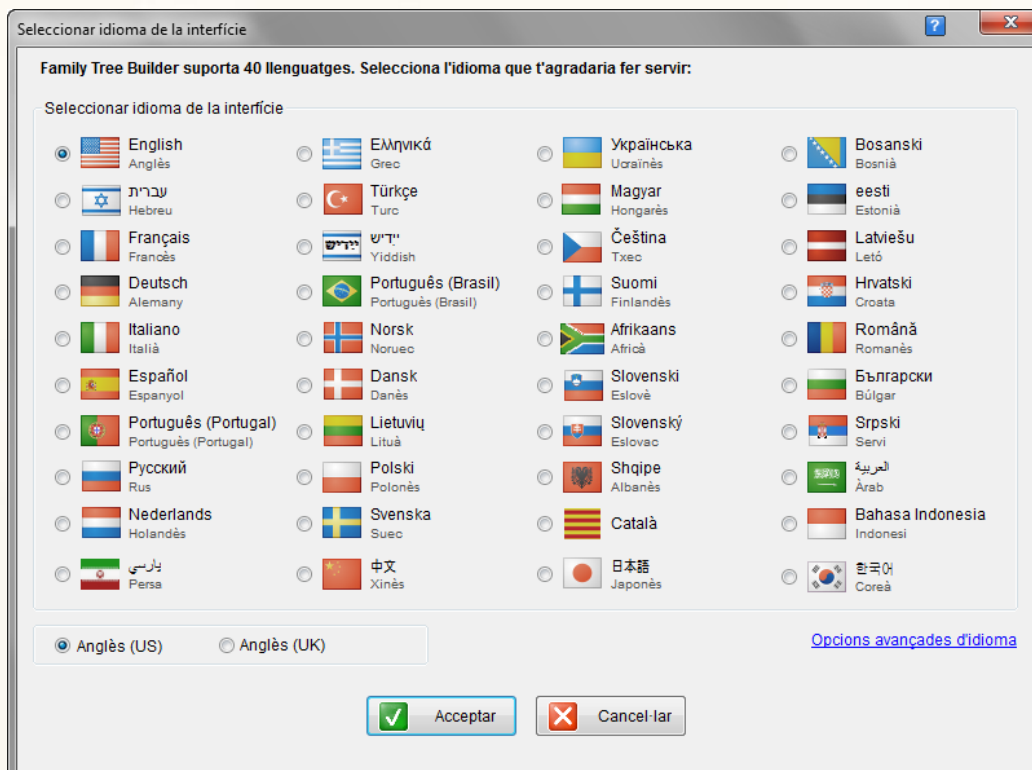 Seleccionar idioma de la interfície
Family Tree Builder suporta 40 llenguatges. Selecciona l'idioma que t'agradaria fer servir:
Seleccionar idioma de la interfície
English
Anglès
Ελληνικά
Grec
Українська
Ucraïnès
Bosanski
Bosnià
עברית
Hebreu
Türkçe
Turc
Magyar
Hongarès
eesti
Estonià
Français
Francès
ייִדיש
ייִדיש
Yiddish
Čeština
Txec
Latviešu
Letó
Deutsch
Alemany
Português (Brasil)
Portuguès (Brasil)
Suomi
Finlandès
Hrvatski
Croata
Italiano
Italià
Norsk
Noruec
Afrikaans
Africà
Română
Romanès
Español
Espanyol
Dansk
Danès
Slovenski
Eslovè
Български
Búlgar
Português (Portugal)
Portuguès (Portugal)
Lietuvių
Lituà
Slovenský
Eslovac
Srpski
Servi
Русский
Rus
Polski
Polonès
Shqipe
Albanès
العربية
Àrab
Nederlands
Holandès
Svenska
Suec
Català
Bahasa Indonesia
Indonesi
پارسي
Persa
中文
Xinès
日本語
Japonès
한국어
Coreà
Anglès (US)
Anglès (UK)
Opcions avançades d'idioma
Acceptar
Cancel·lar